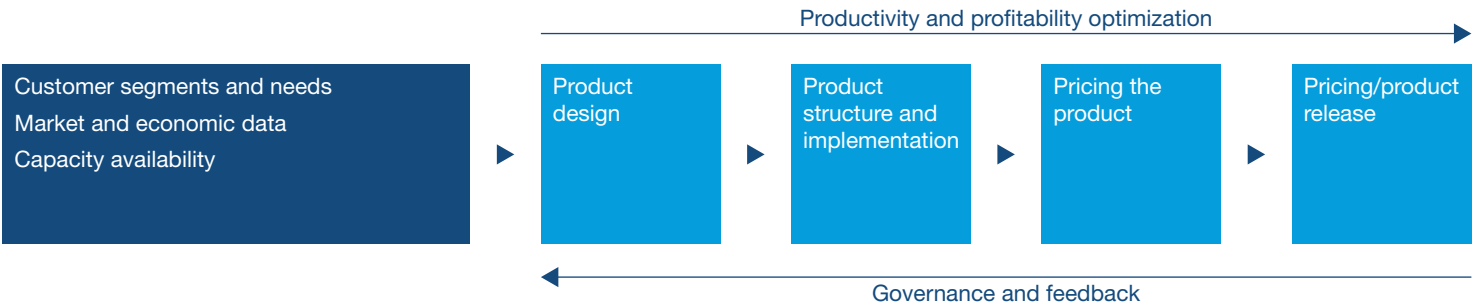 Productivity and profitability optimization
Customer segments and needs
Market and economic data
Capacity availability
Product
design
Product
structure and
implementation
Pricing the
product
Pricing/product
release
Governance and feedback